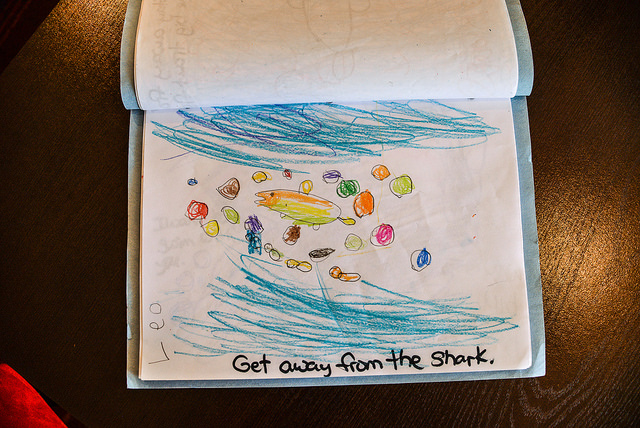 Leo
Get away from the shark.